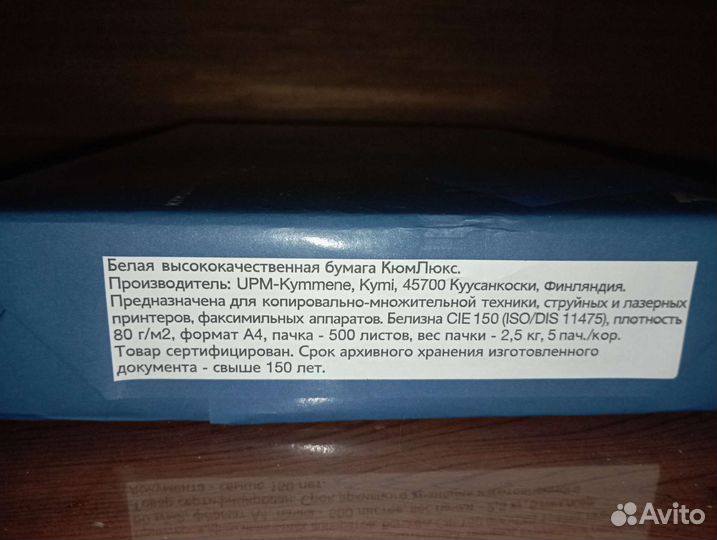 Белая высококачественная бумага КюмЛюкс.
Производитель: UPM-Kymmene, Kymi, 45700 Куусанкоски, Финляндия.
Предназначена для копировально-множительной техники, струйных и лазерных
принтеров, факсимильных аппаратов. Белизна CIE 150 (ISO/DIS 11475), плотность
80 г/м2, формат А4, пачка - 500 листов, вес пачки - 2,5 кг, 5 пач./кор.
Товар сертифицирован. Срок архивного хранения изготовленного
документа - свыше 150 лет.
Avito